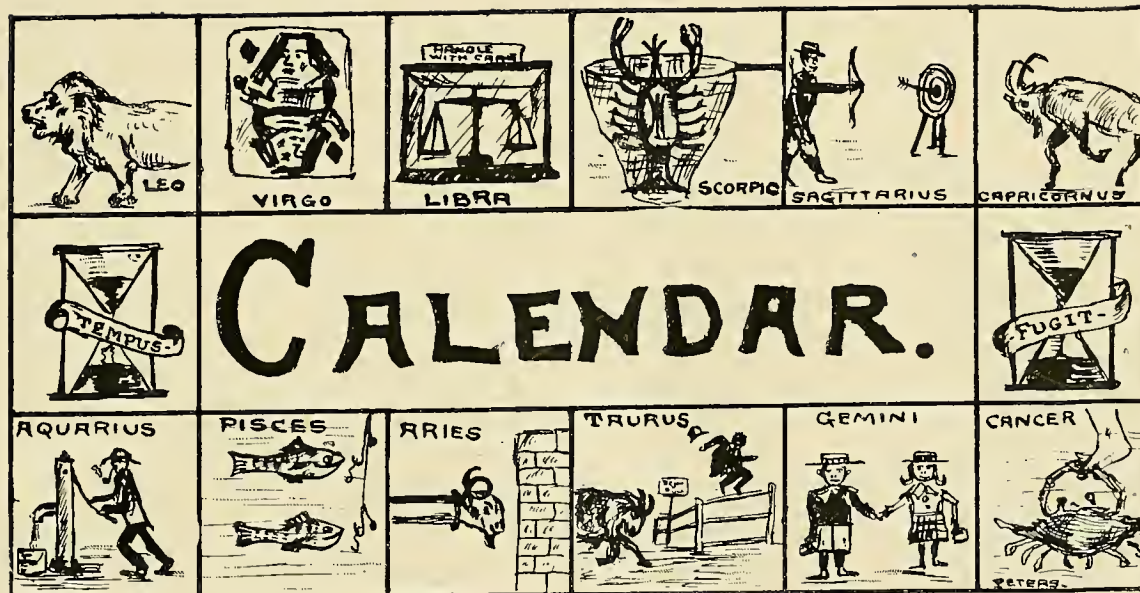 LEO
VIRGO
HANDLE
WITH CARE
LIBRA
SCORPIO
SAGITTARIUS
CAPRICORNUS
TEMPUS-
CALENDAR.
FUGIT-
AQUARIUS
PISCES
ARIES
TAURUS
GEMINI
CANCER
PETERS-